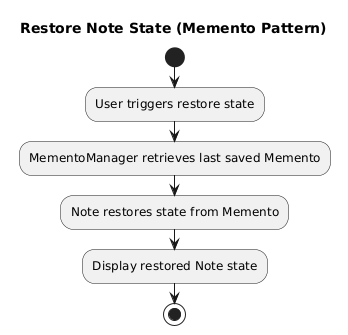 Restore Note State (Memento Pattern)
User triggers restore state
MementoManager retrieves last saved Memento
Note restores state from Memento
Display restored Note state